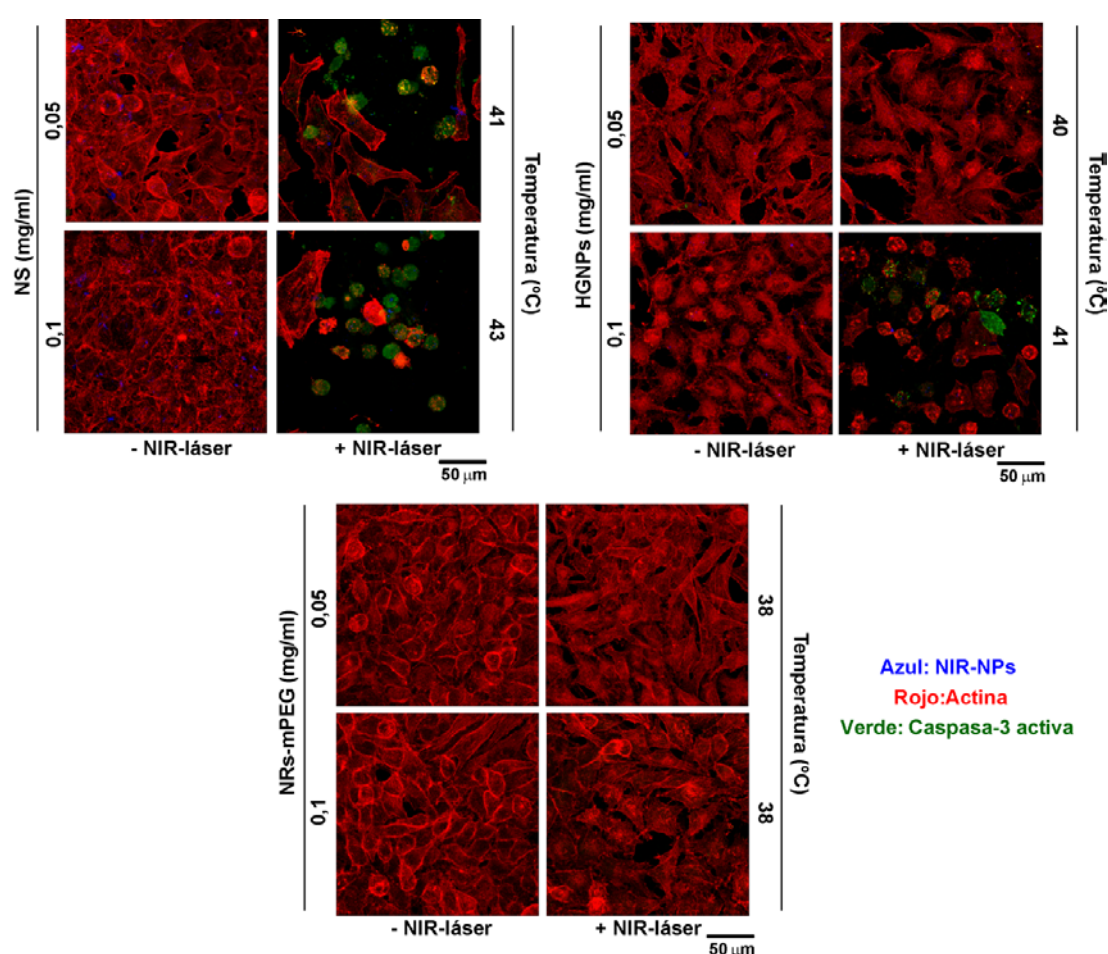 NS (mg/ml)
0,05
0,1
41
43
Temperatura (ºC)
- NIR-láser
+ NIR-láser
50 µm
HGNPs (mg/ml)
0,05
0,1
40
41
Temperatura (ºC)
- NIR-láser
+ NIR-láser
50 µm
NRs-mPEG (mg/ml)
0,05
0,1
38
38
Temperatura (ºC)
- NIR-láser
+ NIR-láser
50 µm
Azul: NIR-NPs
Rojo:Actina
Verde: Caspasa-3 activa